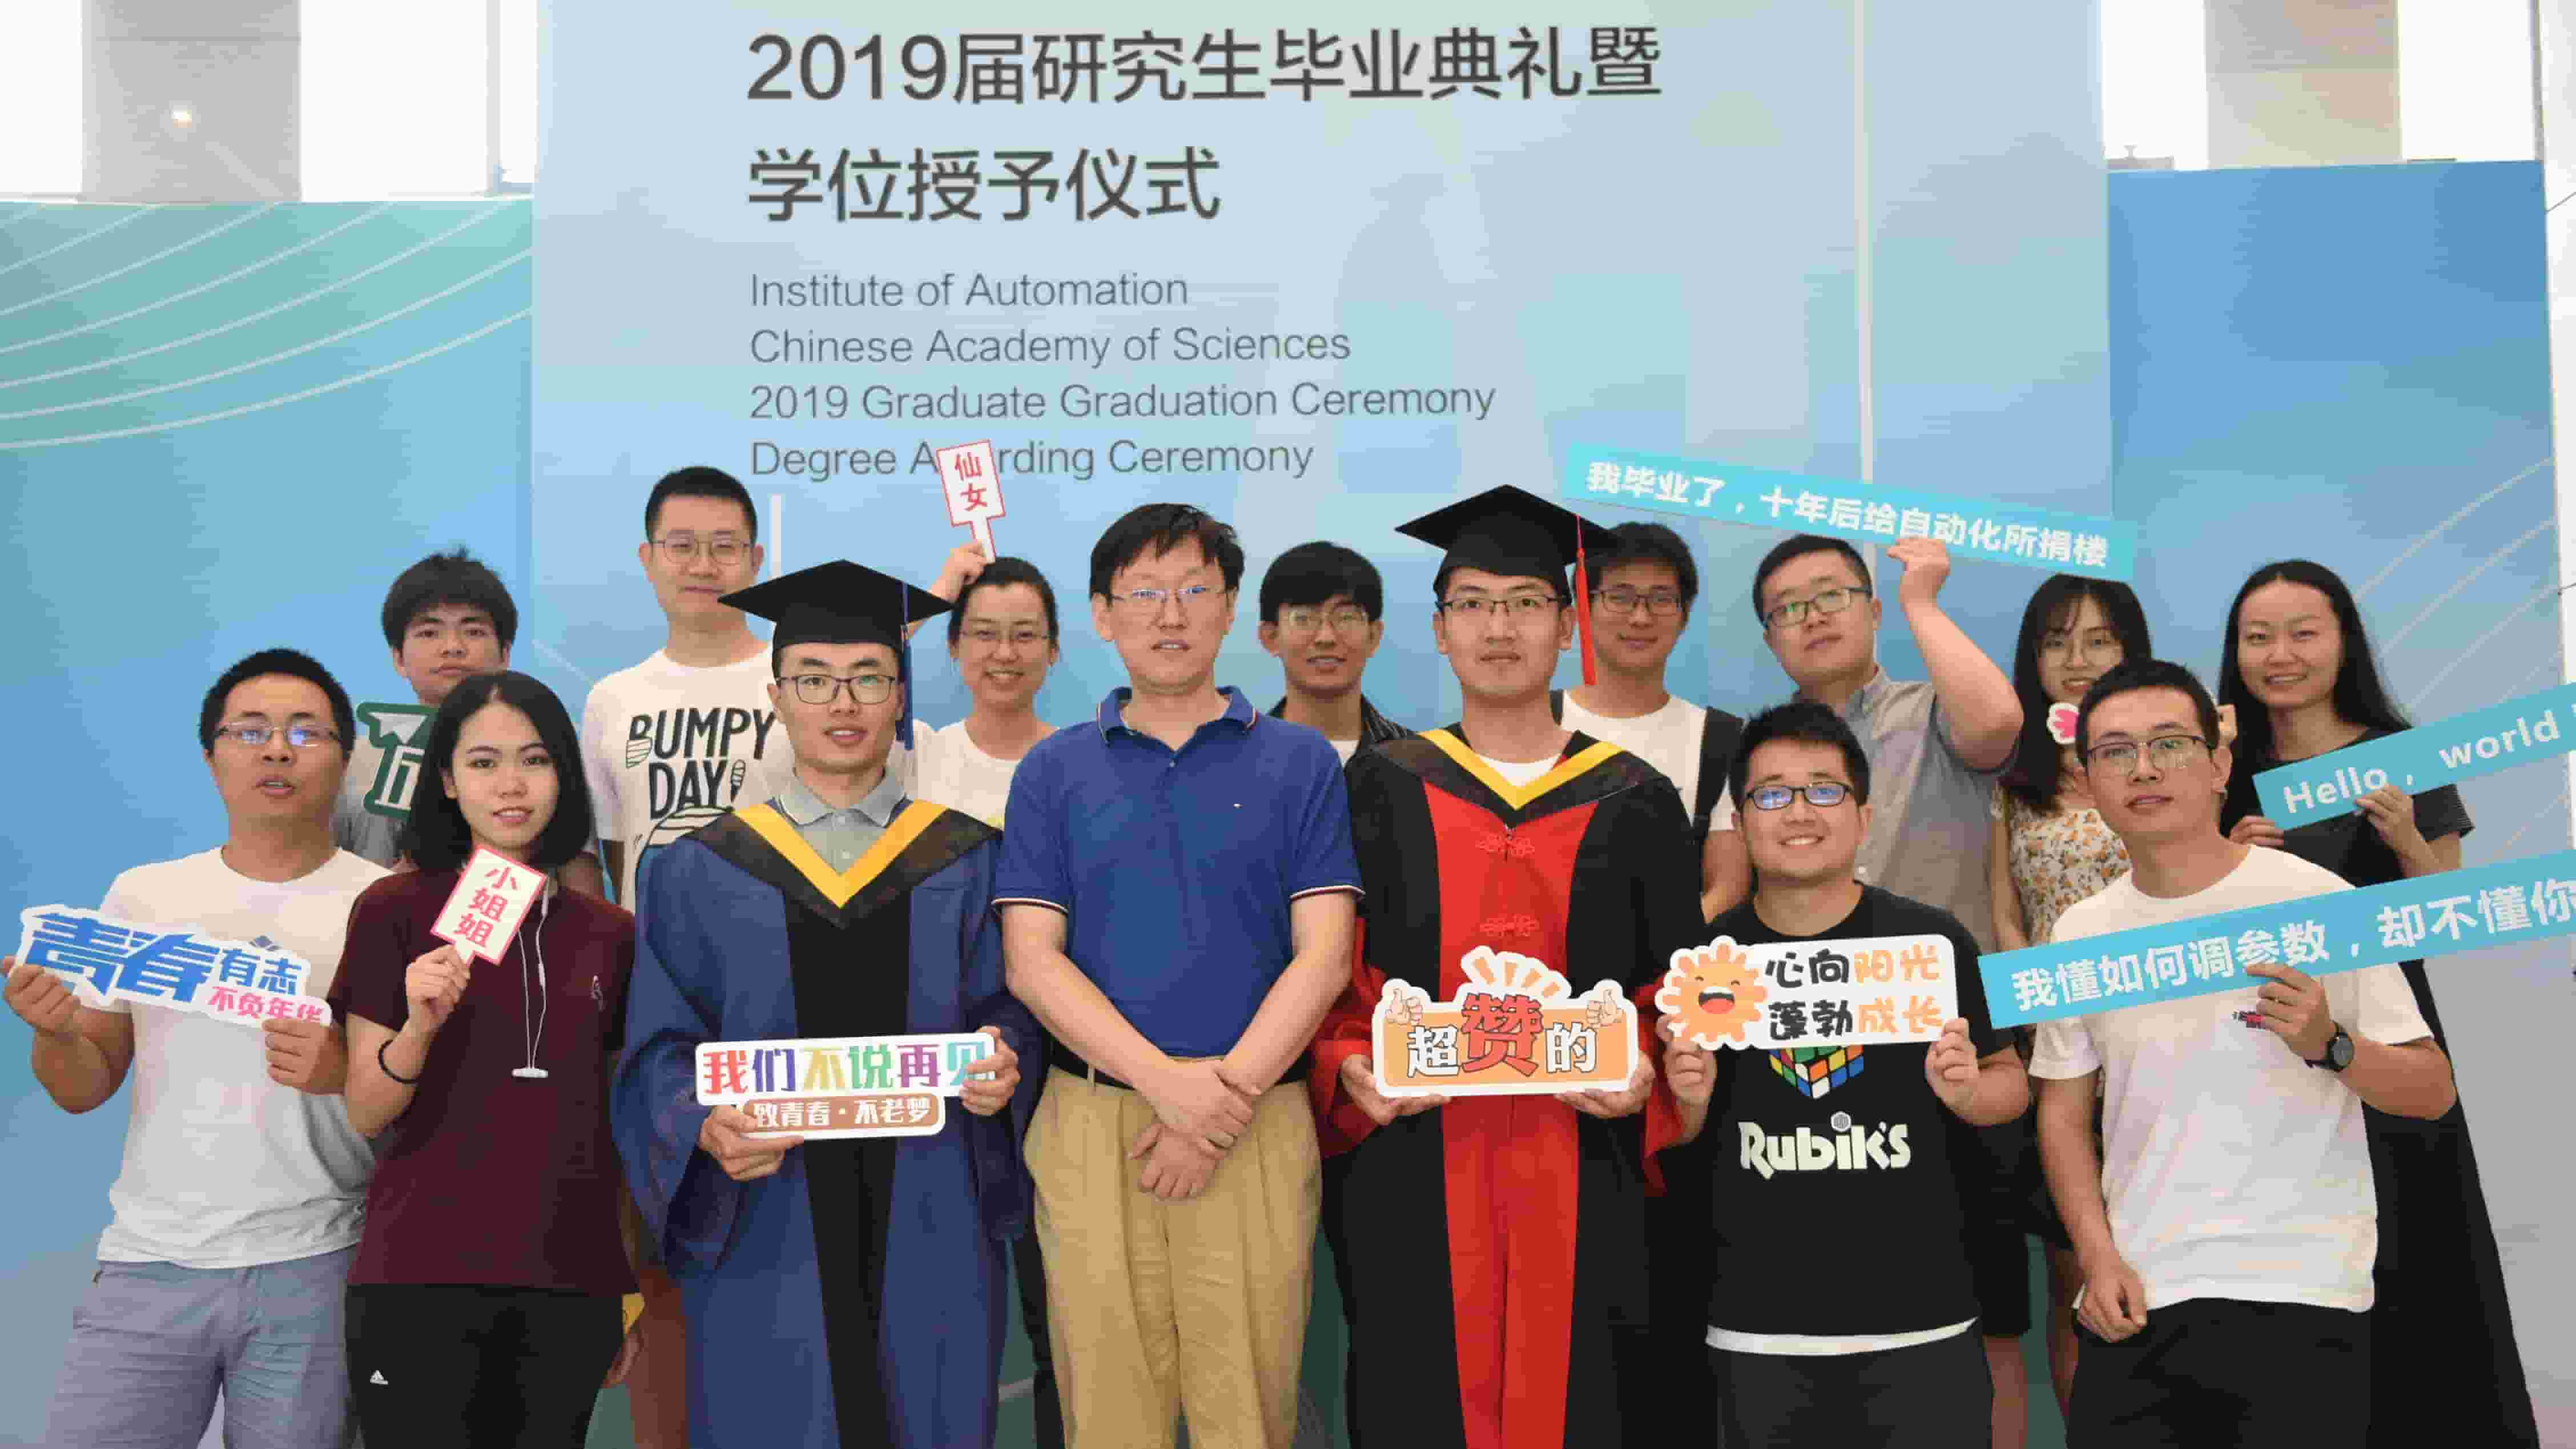 2019届研究生毕业典礼暨
学位授予仪式
Institute of Automation
Chinese Academy of Sciences
2019 Graduate Graduation Ceremony
Degree A rding Ceremony
仙女
我毕业了，十年后给自动化所捐楼
BUMPY
DAY
Hello，world
小姐姐
青春有志
不负年华
我们不说再见
致青春·不老梦
超赞的
心向阳光
蓬勃成长
我懂如何调参数，却不懂你
Rubik's